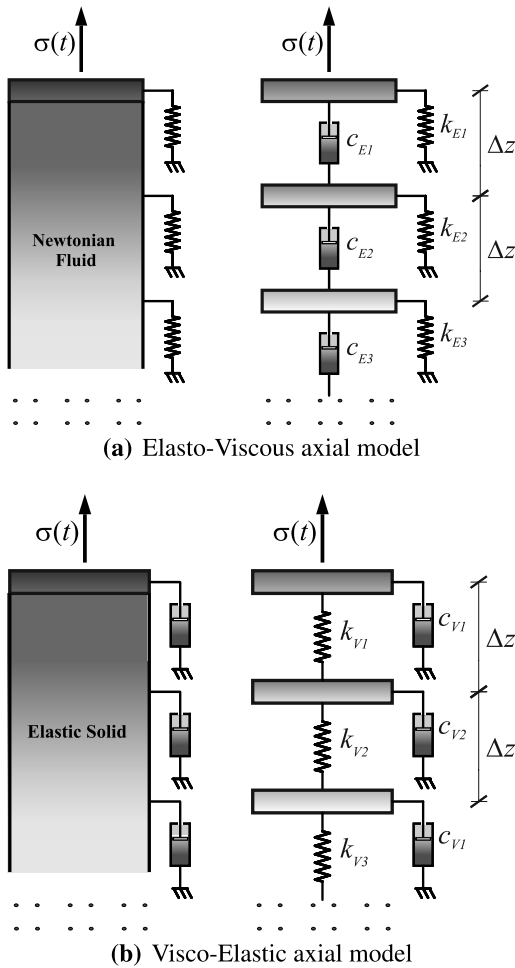 σ(t)
σ(t)
Newtonian
Fluid
c_E1
k_E1
Δz
c_E2
k_E2
Δz
c_E3
k_E3
(a) Elasto-Viscous axial model
σ(t)
σ(t)
Elastic Solid
k_V1
c_V1
Δz
k_V2
c_V2
Δz
k_V3
c_V1
(b) Visco-Elastic axial model